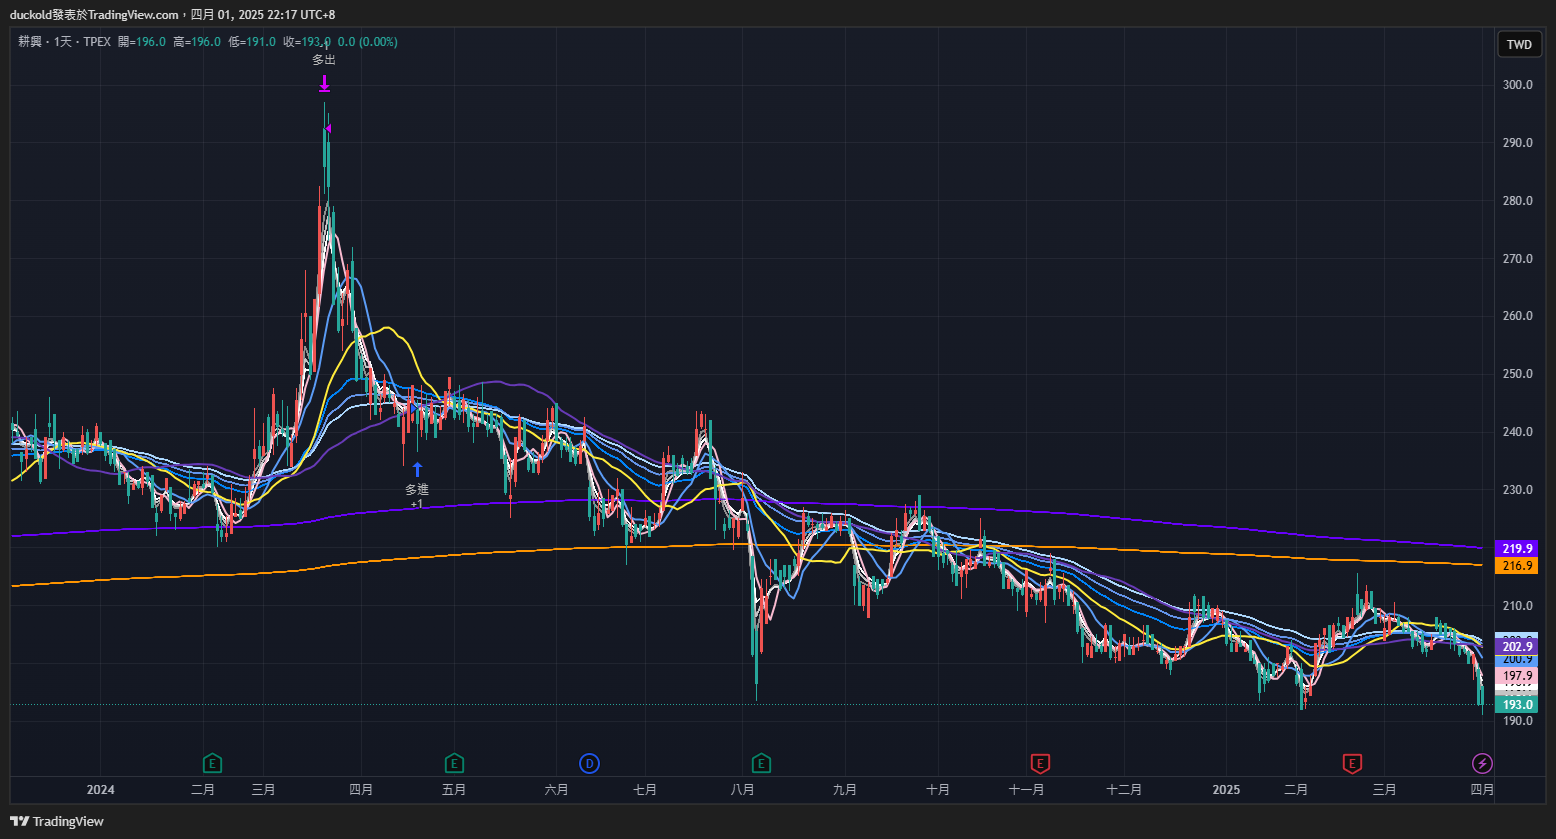 duckold發表於TradingView.com，四月 01, 2025 22:17 UTC+8
耕興 · 1天 · TPEX 開=196.0 高=196.0 低=191.0 收=193.0 0.0 (0.00%)
TWD
-1
多出
300.0
290.0
280.0
270.0
260.0
250.0
240.0
230.0
多進
+1
219.9
216.9
210.0
202.9
200.9
197.9
193.0
190.0
E
E
D
E
E
E
2024
二月
三月
四月
五月
六月
七月
八月
九月
十月
十一月
十二月
2025
二月
三月
四月
TradingView